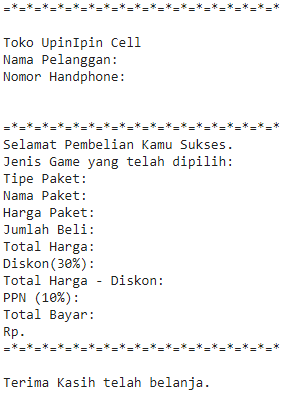 =*=*=*=*=*=*=*=*=*=*=*=*=*=*=*=*=*=*
Toko UpinIpin Cell
Nama Pelanggan:
Nomor Handphone:
=*=*=*=*=*=*=*=*=*=*=*=*=*=*=*=*=*=*
Selamat Pembelian Kamu Sukses.
Jenis Game yang telah dipilih:
Tipe Paket:
Nama Paket:
Harga Paket:
Jumlah Beli:
Total Harga:
Diskon(30%):
Total Harga - Diskon:
PPN (10%):
Total Bayar:
Rp.
=*=*=*=*=*=*=*=*=*=*=*=*=*=*=*=*=*=*
Terima Kasih telah belanja.